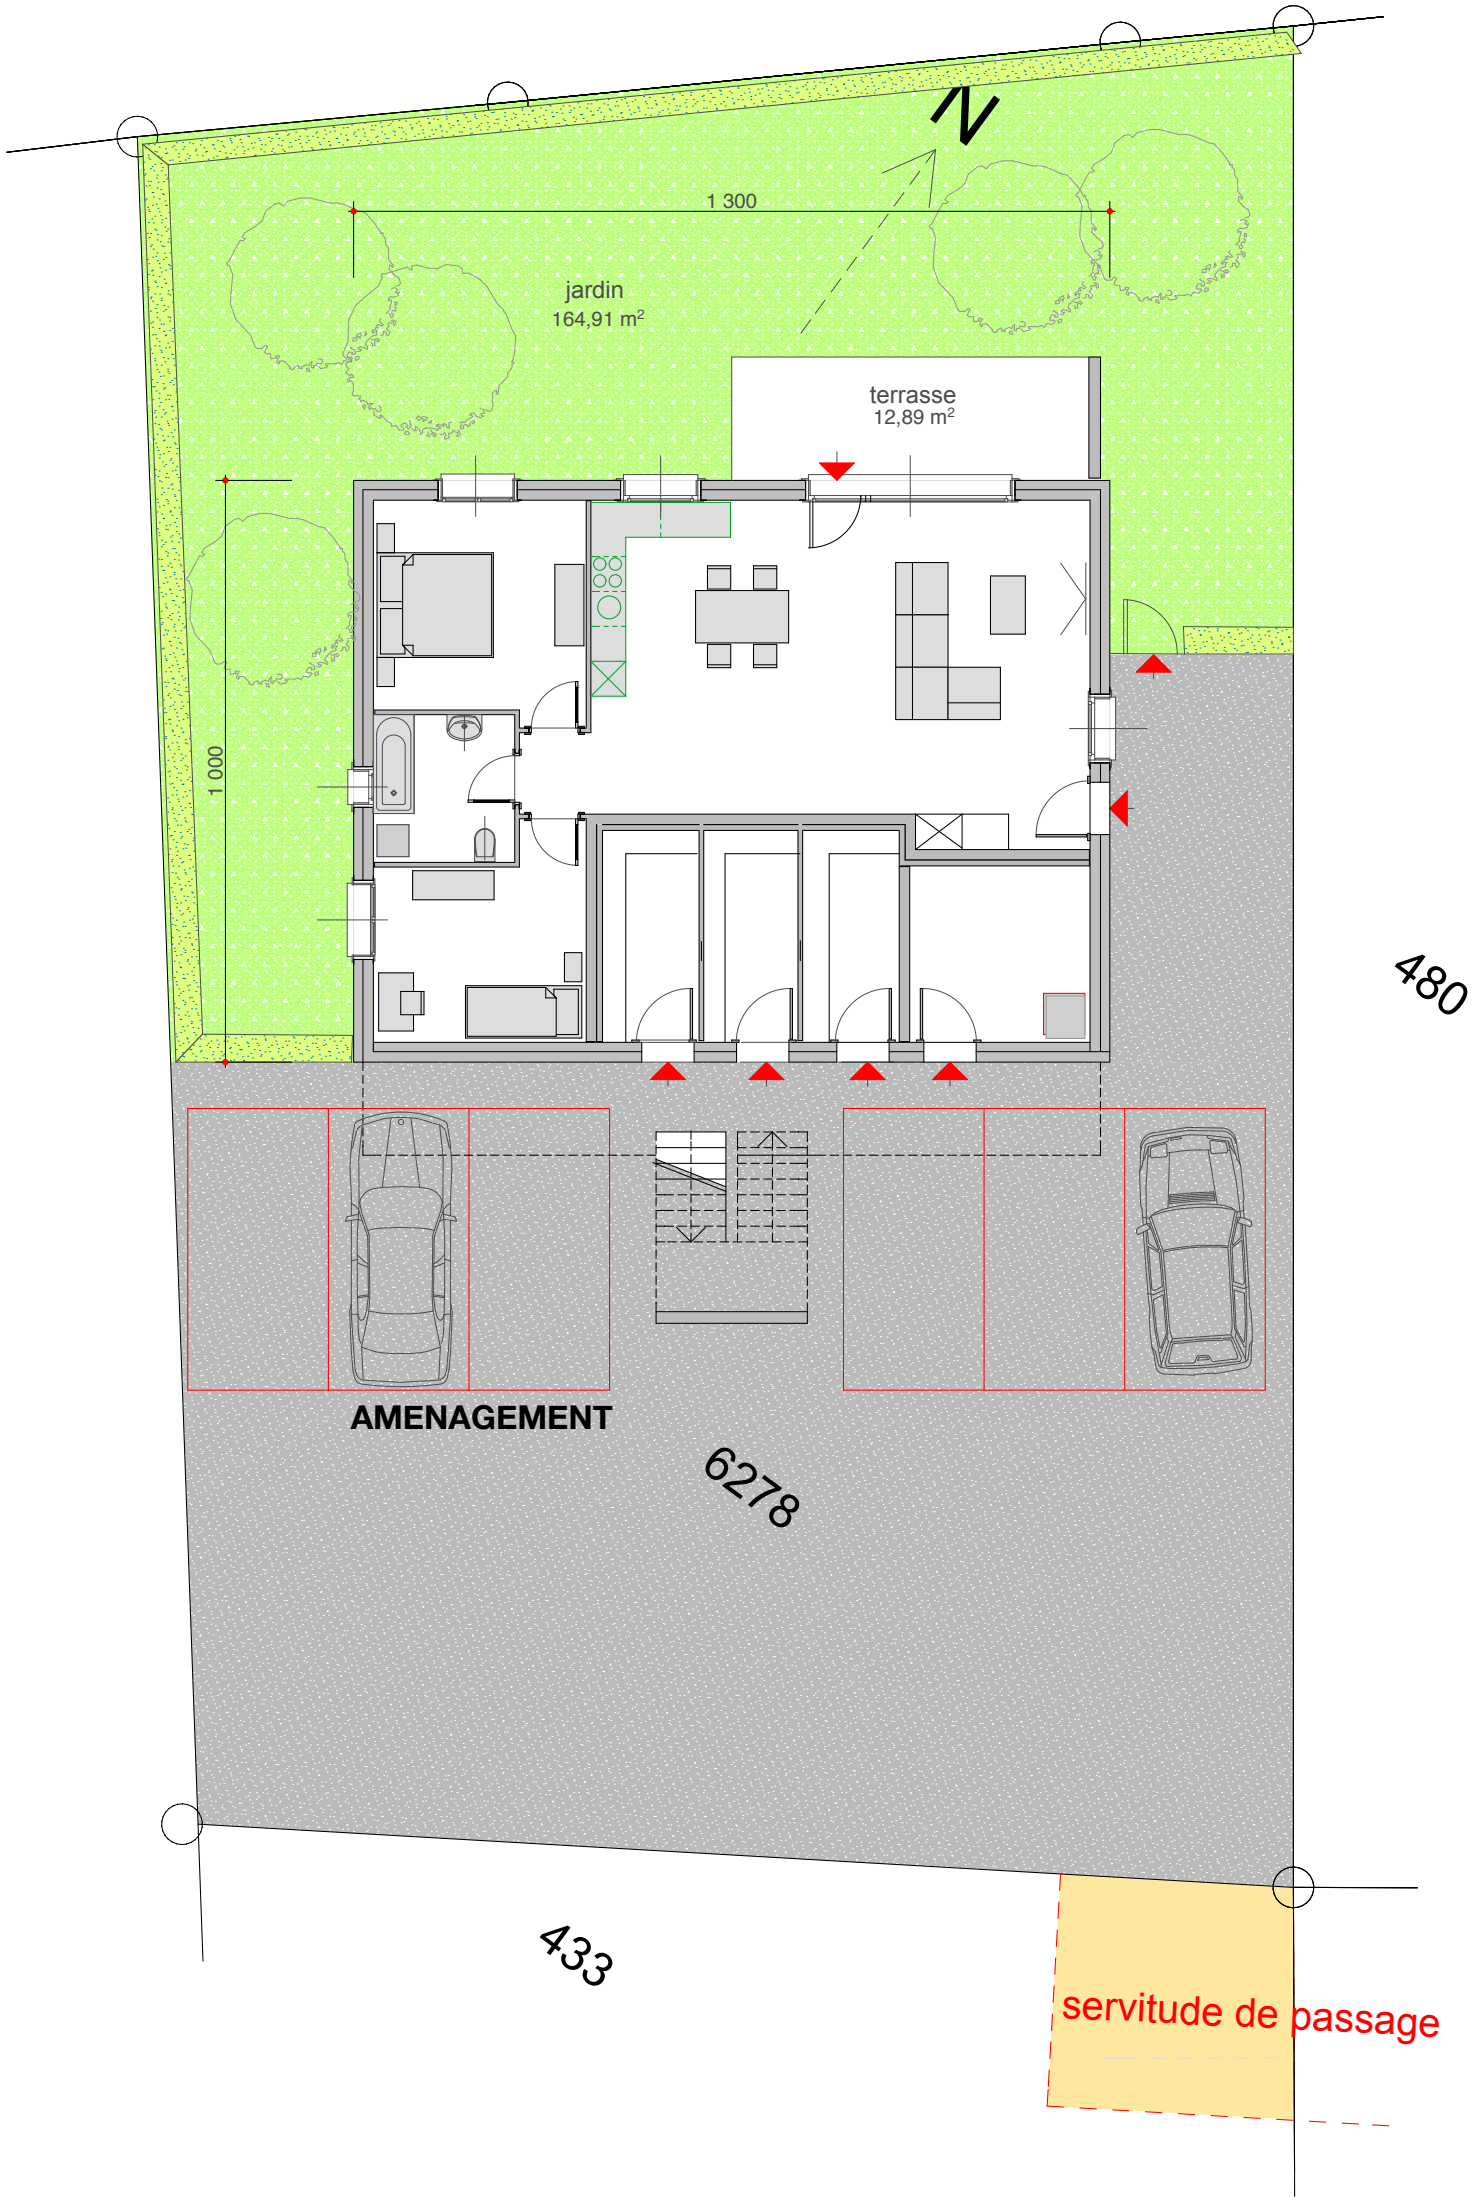 N
1 300
jardin
164,91 m²
terrasse
12,89 m²
1 000
480
AMENAGEMENT
6278
433
servitude de passage